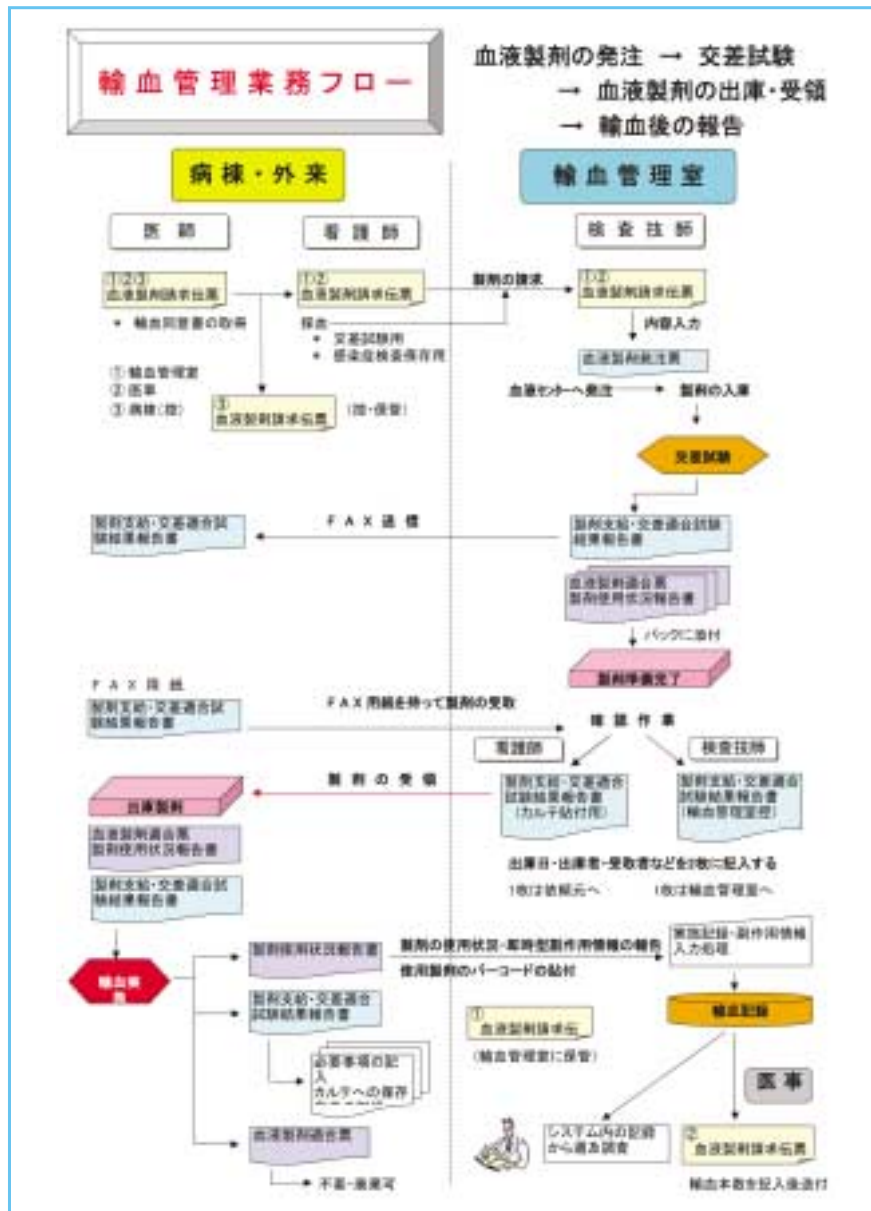 輸血管理業務フロー
血液製剤の発注 → 交差試験
→ 血液製剤の出庫・受領
→ 輸血後の報告
病棟・外来
輸血管理室
医師
看護師
検査技師
①②③
血液製剤請求伝票
①②
血液製剤請求伝票
製剤の請求
①②
血液製剤請求伝票
* 輸血同意書の取得
採血
* 交差試験用
* 感染症検査保存用
内容入力
血液製剤発注票
① 輸血管理室
② 医事
③ 病棟(控)
③
血液製剤請求伝票
(控・保管)
血液センターへ発注
製剤の入庫
交差試験
製剤支給・交差適合試
験結果報告書
FAX送信
製剤支給・交差適合試験
結果報告書
血液製剤適合票
製剤使用状況報告書
バックに添付
製剤準備完了
FAX用紙
製剤支給・交差適合試
験結果報告書
FAX用紙を持って製剤の受取
確認作業
看護師
検査技師
製剤の受領
製剤支給・交差適合
試験結果報告書
(カルテ貼付用)
製剤支給・交差適合
試験結果報告書
(輸血管理室控)
出庫製剤
血液製剤適合票
製剤使用状況報告書
製剤支給・交差適合試
験結果報告書
出庫日・出庫者・受取者などを2枚に記入する
1枚は依頼元へ
1枚は輸血管理室へ
輸血実
施
製剤使用状況報告書
製剤の使用状況・即時型副作用情報の報告
使用製剤のバーコードの貼付
実施記録・副作用情報
入力処理
製剤支給・交差適合
試験結果報告書
①
血液製剤請求伝
(輸血管理室に保管)
輸血記録
必要事項の記
入
カルテへの保存
医事
血液製剤適合票
不要・廃棄可
システム内の記録
から遡及調査
②
血液製剤請求伝票
輸血本数を記入後送付